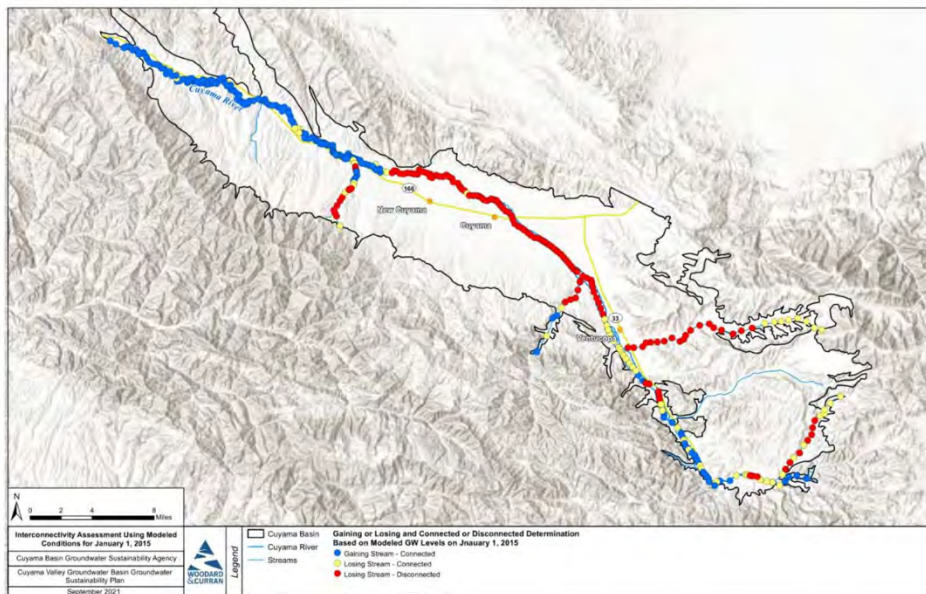 Cuyama River
166
New Cuyama
Cuyama
33
Ventucopa
N
0 2 4 8
Miles
Interconnectivity Assessment Using Modeled
Conditions for January 1, 2015
Cuyama Basin Groundwater Sustainability Agency
Cuyama Valley Groundwater Basin Groundwater
Sustainability Plan
September 2021
WOODARD
&CURRAN
Legend
Cuyama Basin
Cuyama River
Streams
Gaining or Losing and Connected or Disconnected Determination
Based on Modeled GW Levels on Jnauary 1, 2015
Gaining Stream - Connected
Losing Stream - Connected
Losing Stream - Disconnected